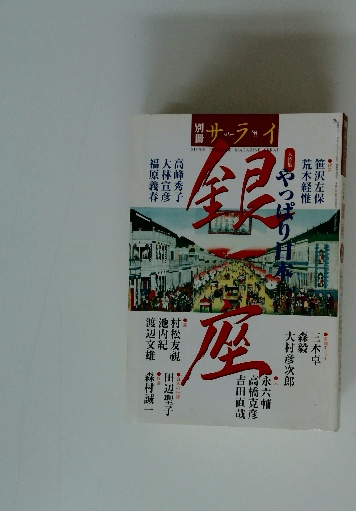 別冊サライ
大特集
やっぱり日本
銀座
笹沢左保
荒木経惟
高峰秀子
大林宣彦
福原義春
三木卓
森毅
大村彦次郎
永六輔
高橋克彦
吉田直哉
村松友視
池内紀
渡辺文雄
田辺聖子
森村誠一